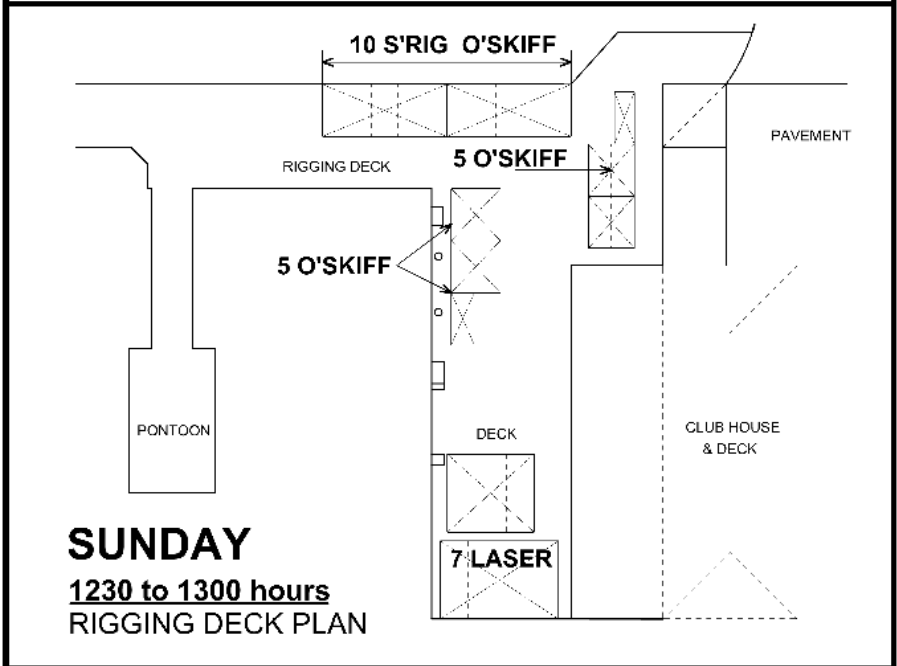 10 S'RIG O'SKIFF
PAVEMENT
5 O'SKIFF
RIGGING DECK
5 O'SKIFF
PONTOON
DECK
CLUB HOUSE
& DECK
7 LASER
SUNDAY
1230 to 1300 hours
RIGGING DECK PLAN